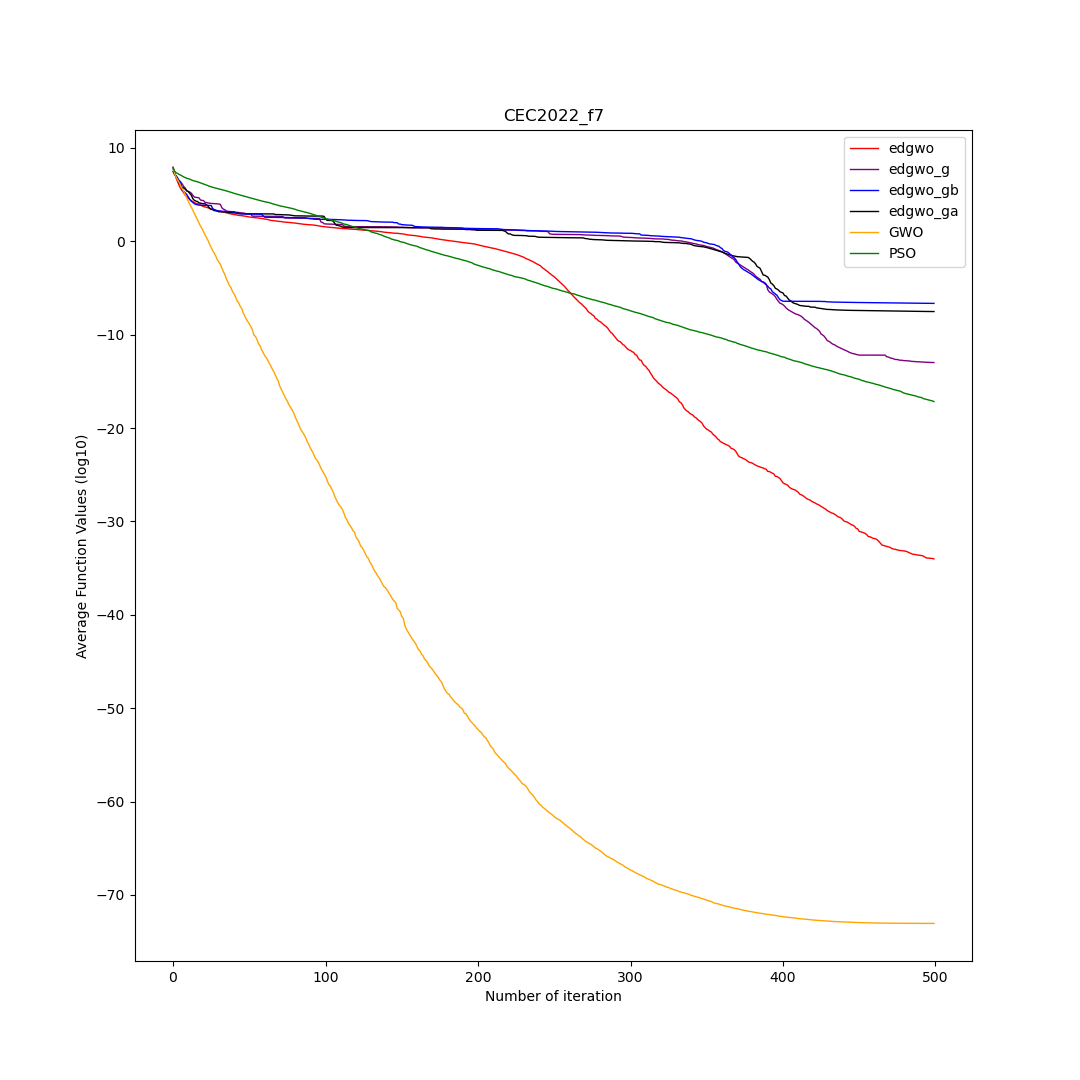 CEC2022_f7
10
0
−10
−20
−30
−40
−50
−60
−70
Average Function Values (log10)
edgwo
edgwo_g
edgwo_gb
edgwo_ga
GWO
PSO
0 100 200 300 400 500
Number of iteration